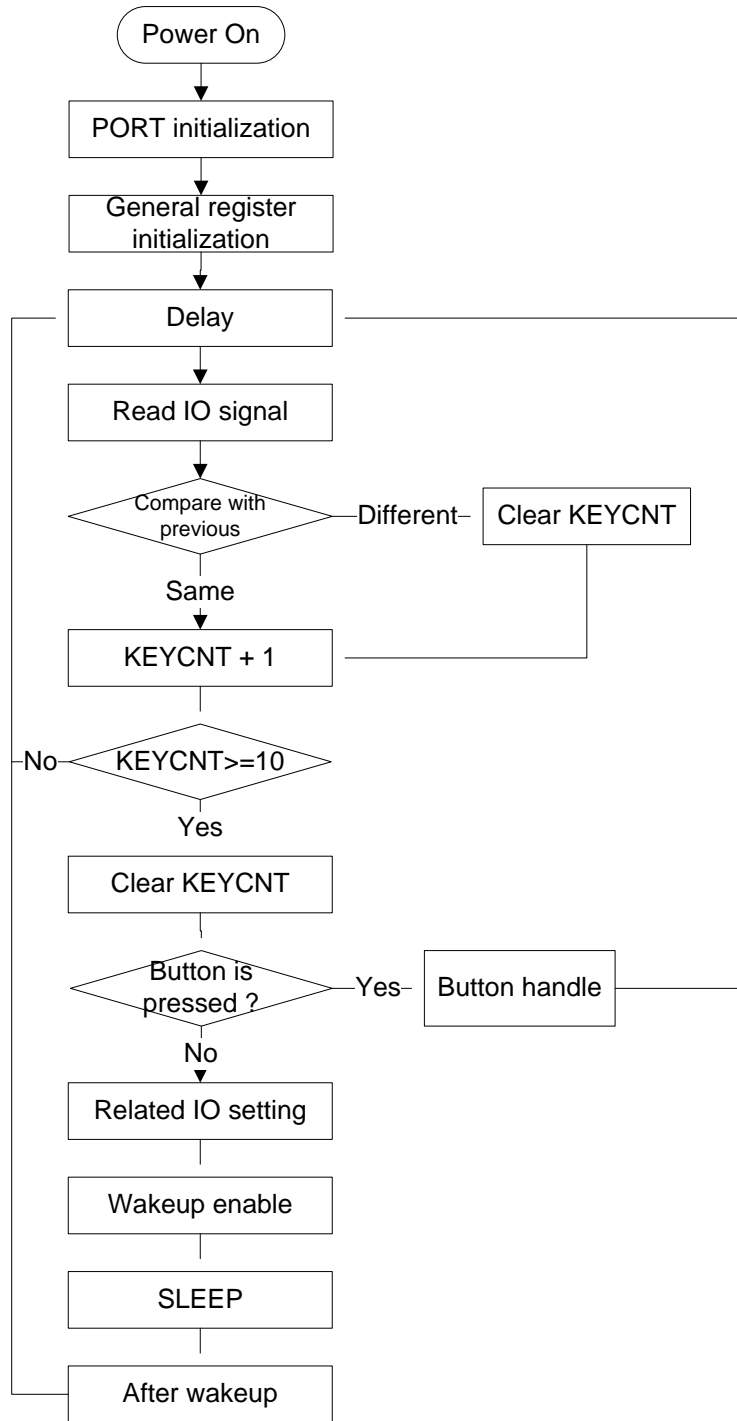 Power On
PORT initialization
General register
initialization
Delay
Read IO signal
Compare with
previous
Different
Clear KEYCNT
Same
KEYCNT + 1
No
KEYCNT>=10
Yes
Clear KEYCNT
Button is
pressed ?
Yes
Button handle
No
Related IO setting
Wakeup enable
SLEEP
After wakeup